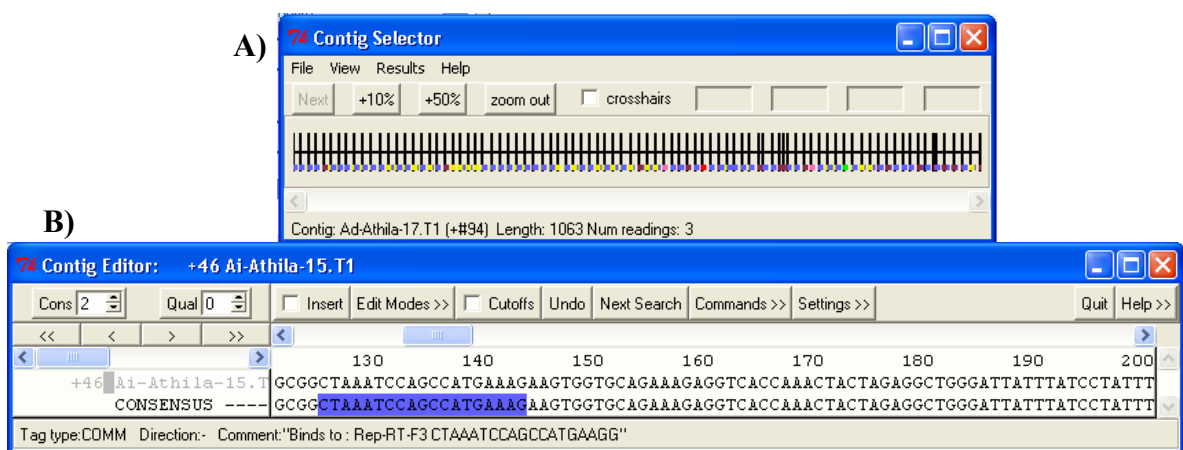 A)
7% Contig Selector
File View Results Help
Next +10% +50% zoom out crosshairs
Contig: Ad-Athila-17.T1 (+#94) Length: 1063 Num readings: 3
B)
7% Contig Editor: +46 Ai-Athila-15.T1
Cons 2 Qual 0 Insert Edit Modes >> Cutoffs Undo Next Search Commands >> Settings >> Quit Help >>
<< < > >>
130 140 150 160 170 180 190 200
+46 Ai-Athila-15.T GCGGCTAAATCCAGCCATGAAAGAAGTGGTGCAGAAAGAGGTCACCAAACTACTAGAGGCTGGGATTATTTATCCTATTT
CONSENSUS ---- GCGGCTAAATCCAGCCATGAAAGAAGTGGTGCAGAAAGAGGTCACCAAACTACTAGAGGCTGGGATTATTTATCCTATTT
Tag type:COMM Direction:- Comment:"Binds to : Rep-RT-F3 CTAAATCCAGCCATGAAGG"